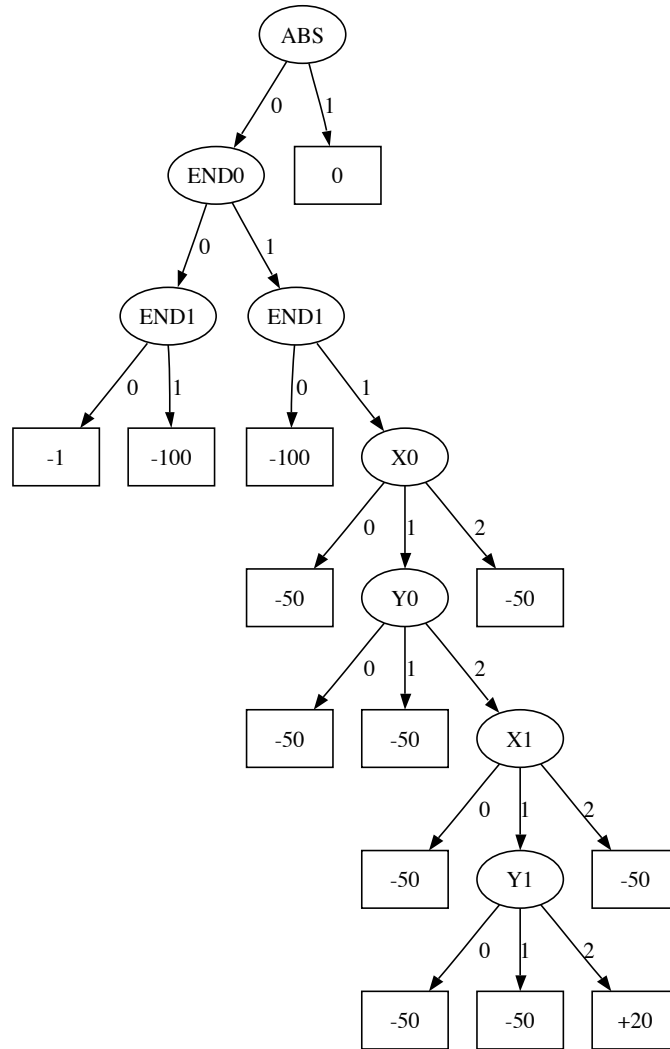 ABS
0 1
END0 0
0 1
END1 END1
0 1 0 1
-1 -100 -100 X0
0 1 2
-50 Y0 -50
0 1 2
-50 -50 X1
0 1 2
-50 Y1 -50
0 1 2
-50 -50 +20